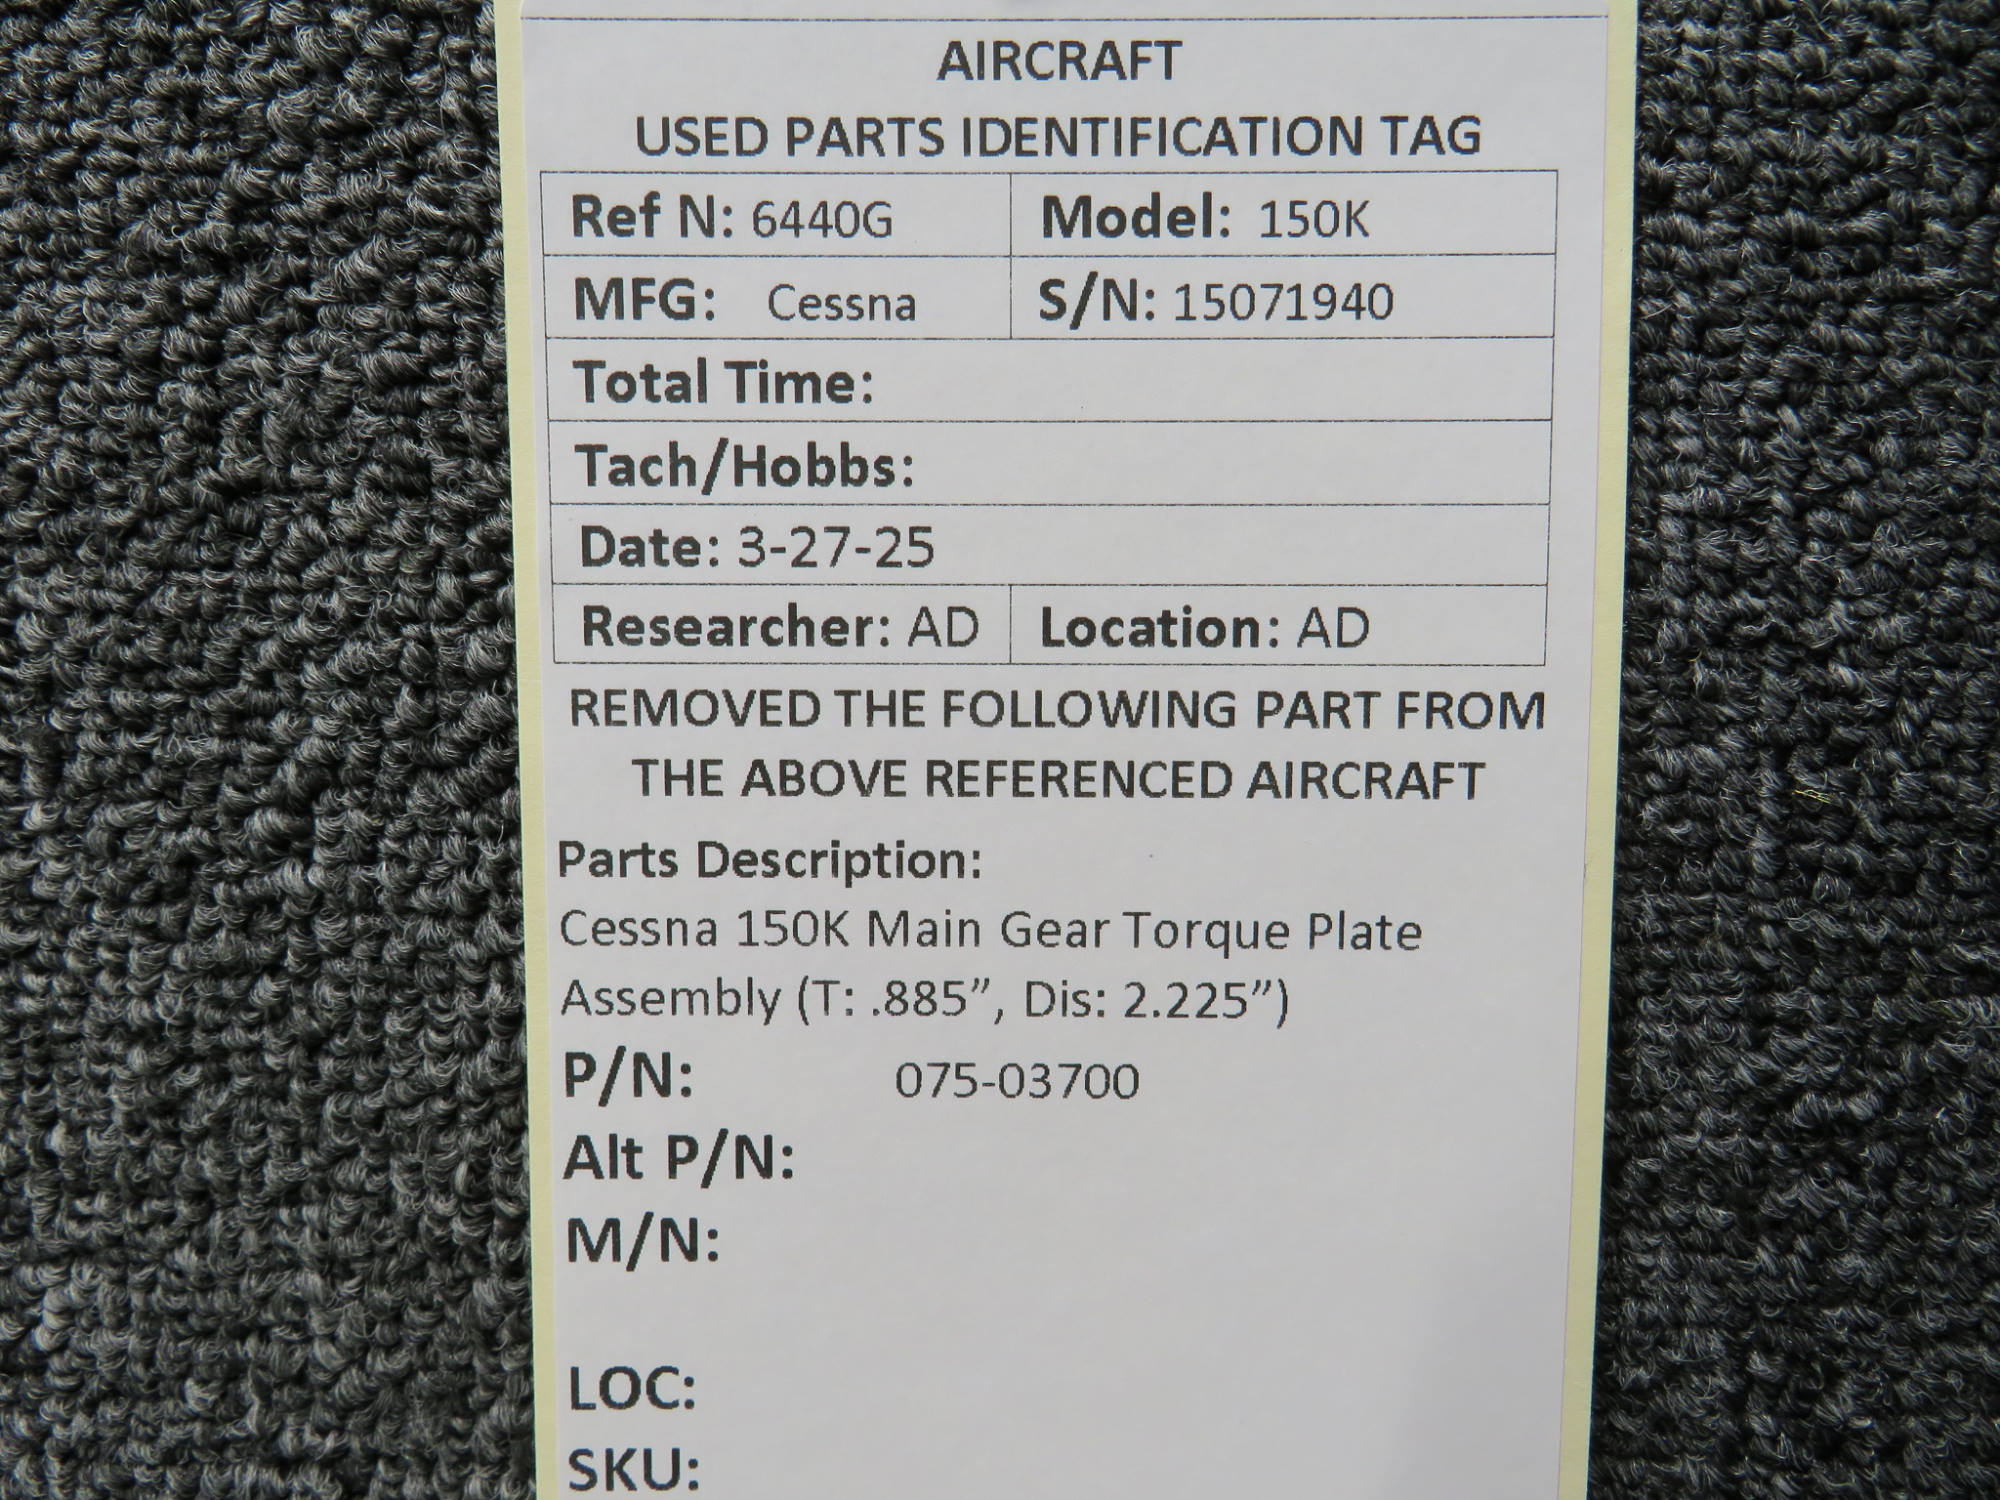 AIRCRAFT
USED PARTS IDENTIFICATION TAG
Ref N: 6440G Model: 150K
MFG: Cessna S/N: 15071940
Total Time:
Tach/Hobbs:
Date: 3-27-25
Researcher: AD Location: AD
REMOVED THE FOLLOWING PART FROM
THE ABOVE REFERENCED AIRCRAFT
Parts Description:
Cessna 150K Main Gear Torque Plate
Assembly (T: .885”, Dis: 2.225”)
P/N: 075-03700
Alt P/N:
M/N:
LOC:
SKU: